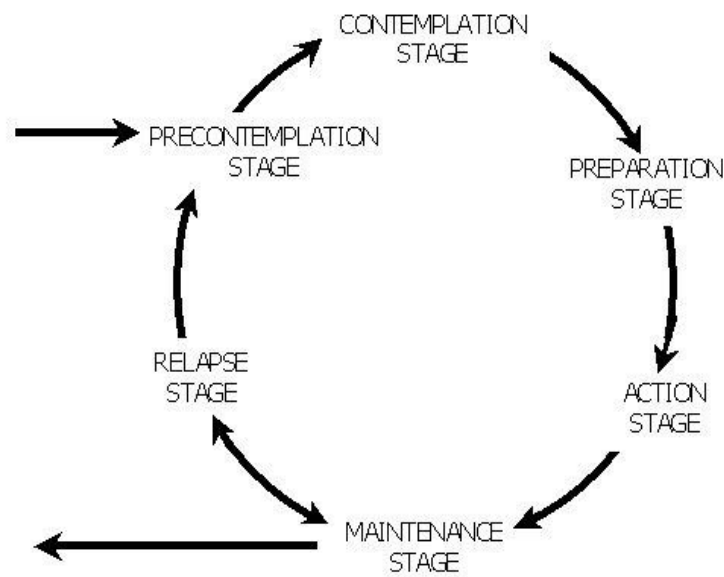 CONTEMPLATION
STAGE
PRECONTEMPLATION
STAGE
PREPARATION
STAGE
RELAPSE
STAGE
ACTION
STAGE
MAINTENANCE
STAGE